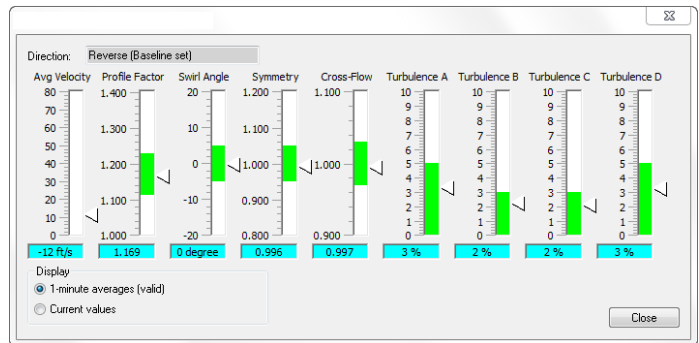 Direction: Reverse (Baseline set)
Avg Velocity Profile Factor Swirl Angle Symmetry Cross-Flow Turbulence A Turbulence B Turbulence C Turbulence D
80 1.400 20 1.200 1.100 10 10 10 10
70 9 9 9 9
60 1.300 10 1.100 8 8 8 8
50 7 7 7 7
40 1.200 0 1.000 1.000 6 6 6 6
30 5 5 5 5
20 1.100 -10 0.900 4 4 4 4
10 3 3 3 3
2 2 2 2
1 1 1 1
0 1.000 -20 0.800 0.900 0 0 0 0
-12 ft/s 1.169 0 degree 0.996 0.997 3 % 2 % 2 % 3 %
Display
1-minute averages (valid)
Current values
Close